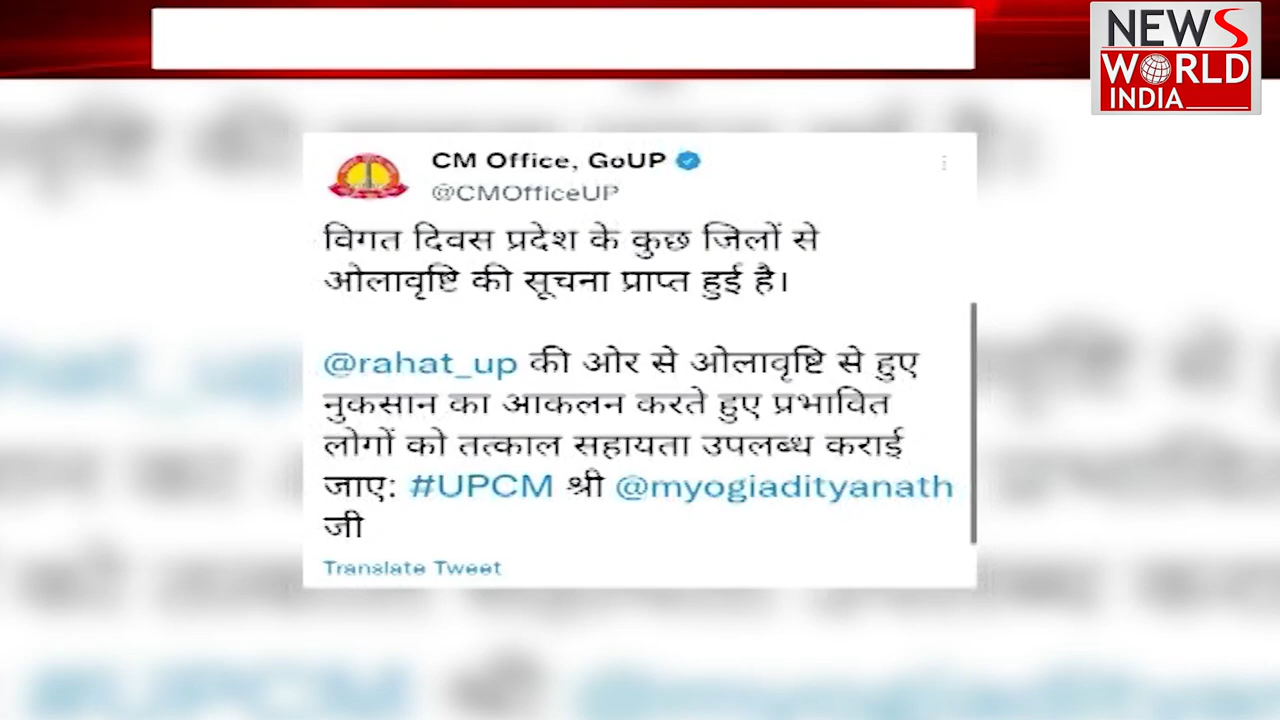 NEWS
WORLD
INDIA
CM Office, GoUP
@CMOfficeUP
विगत दिवस प्रदेश के कुछ जिलों से
ओलावृष्टि की सूचना प्राप्त हुई है।
@rahat_up की ओर से ओलावृष्टि से हुए
नुकसान का आकलन करते हुए प्रभावित
लोगों को तत्काल सहायता उपलब्ध कराई
जाए: #UPCM श्री @myogiadityanath
जी
Translate Tweet